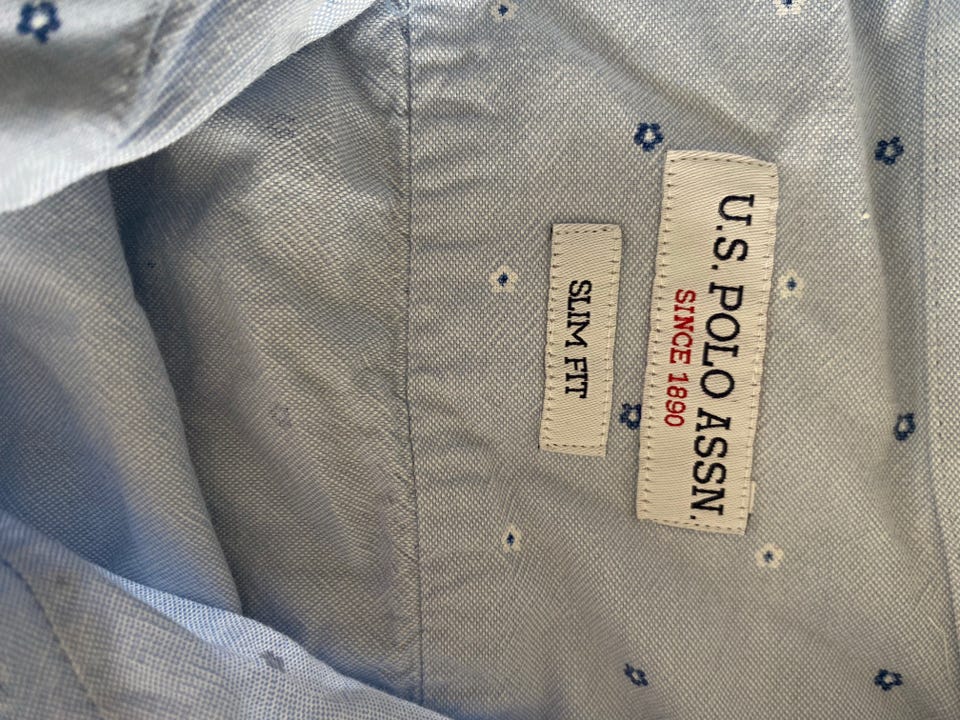 U.S. POLO ASSN.
SINCE 1890
SLIM FIT